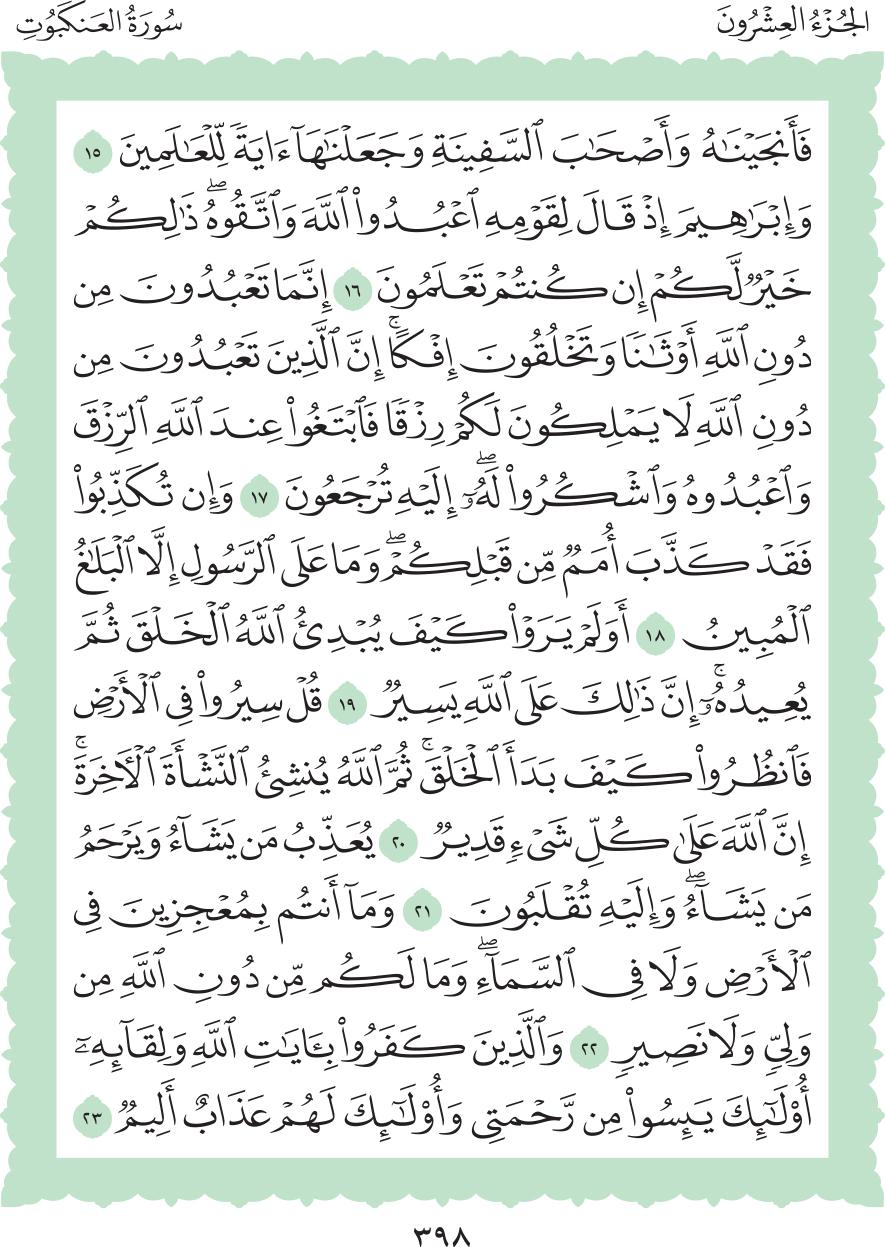 الجُزْءُ العِشْرُونَ
سُورَةُ العَنكَبُوتِ
فَأَنجَيْنَٰهُ وَأَصْحَٰبَ ٱلسَّفِينَةِ وَجَعَلْنَٰهَآ ءَايَةً لِّلْعَٰلَمِينَ ١٥
وَإِبْرَٰهِيمَ إِذْ قَالَ لِقَوْمِهِ ٱعْبُدُوا۟ ٱللَّهَ وَٱتَّقُوهُۖ ذَٰلِكُمْ
خَيْرٌ لَّكُمْ إِن كُنتُمْ تَعْلَمُونَ ١٦ إِنَّمَا تَعْبُدُونَ مِن
دُونِ ٱللَّهِ أَوْثَٰنًا وَتَخْلُقُونَ إِفْكًاۚ إِنَّ ٱلَّذِينَ تَعْبُدُونَ مِن
دُونِ ٱللَّهِ لَا يَمْلِكُونَ لَكُمْ رِزْقًا فَٱبْتَغُوا۟ عِندَ ٱللَّهِ ٱلرِّزْقَ
وَٱعْبُدُوهُ وَٱشْكُرُوا۟ لَهُۥٓۖ إِلَيْهِ تُرْجَعُونَ ١٧ وَإِن تُكَذِّبُوا۟
فَقَدْ كَذَّبَ أُمَمٌ مِّن قَبْلِكُمْۖ وَمَا عَلَى ٱلرَّسُولِ إِلَّا ٱلْبَلَٰغُ
ٱلْمُبِينُ ١٨ أَوَلَمْ يَرَوْا۟ كَيْفَ يُبْدِئُ ٱللَّهُ ٱلْخَلْقَ ثُمَّ
يُعِيدُهُۥٓۚ إِنَّ ذَٰلِكَ عَلَى ٱللَّهِ يَسِيرٌ ١٩ قُلْ سِيرُوا۟ فِى ٱلْأَرْضِ
فَٱنظُرُوا۟ كَيْفَ بَدَأَ ٱلْخَلْقَۚ ثُمَّ ٱللَّهُ يُنشِئُ ٱلنَّشْأَةَ ٱلْـَٔاخِرَةَۚ
إِنَّ ٱللَّهَ عَلَىٰ كُلِّ شَىْءٍ قَدِيرٌ ٢٠ يُعَذِّبُ مَن يَشَآءُ وَيَرْحَمُ
مَن يَشَآءُۖ وَإِلَيْهِ تُقْلَبُونَ ٢١ وَمَآ أَنتُم بِمُعْجِزِينَ فِى
ٱلْأَرْضِ وَلَا فِى ٱلسَّمَآءِۖ وَمَا لَكُم مِّن دُونِ ٱللَّهِ مِن
وَلِىٍّ وَلَا نَصِيرٍ ٢٢ وَٱلَّذِينَ كَفَرُوا۟ بِـَٔايَٰتِ ٱللَّهِ وَلِقَآئِهِۦٓ
أُو۟لَٰٓئِكَ يَئِسُوا۟ مِن رَّحْمَتِى وَأُو۟لَٰٓئِكَ لَهُمْ عَذَابٌ أَلِيمٌ ٢٣
٣٩٨